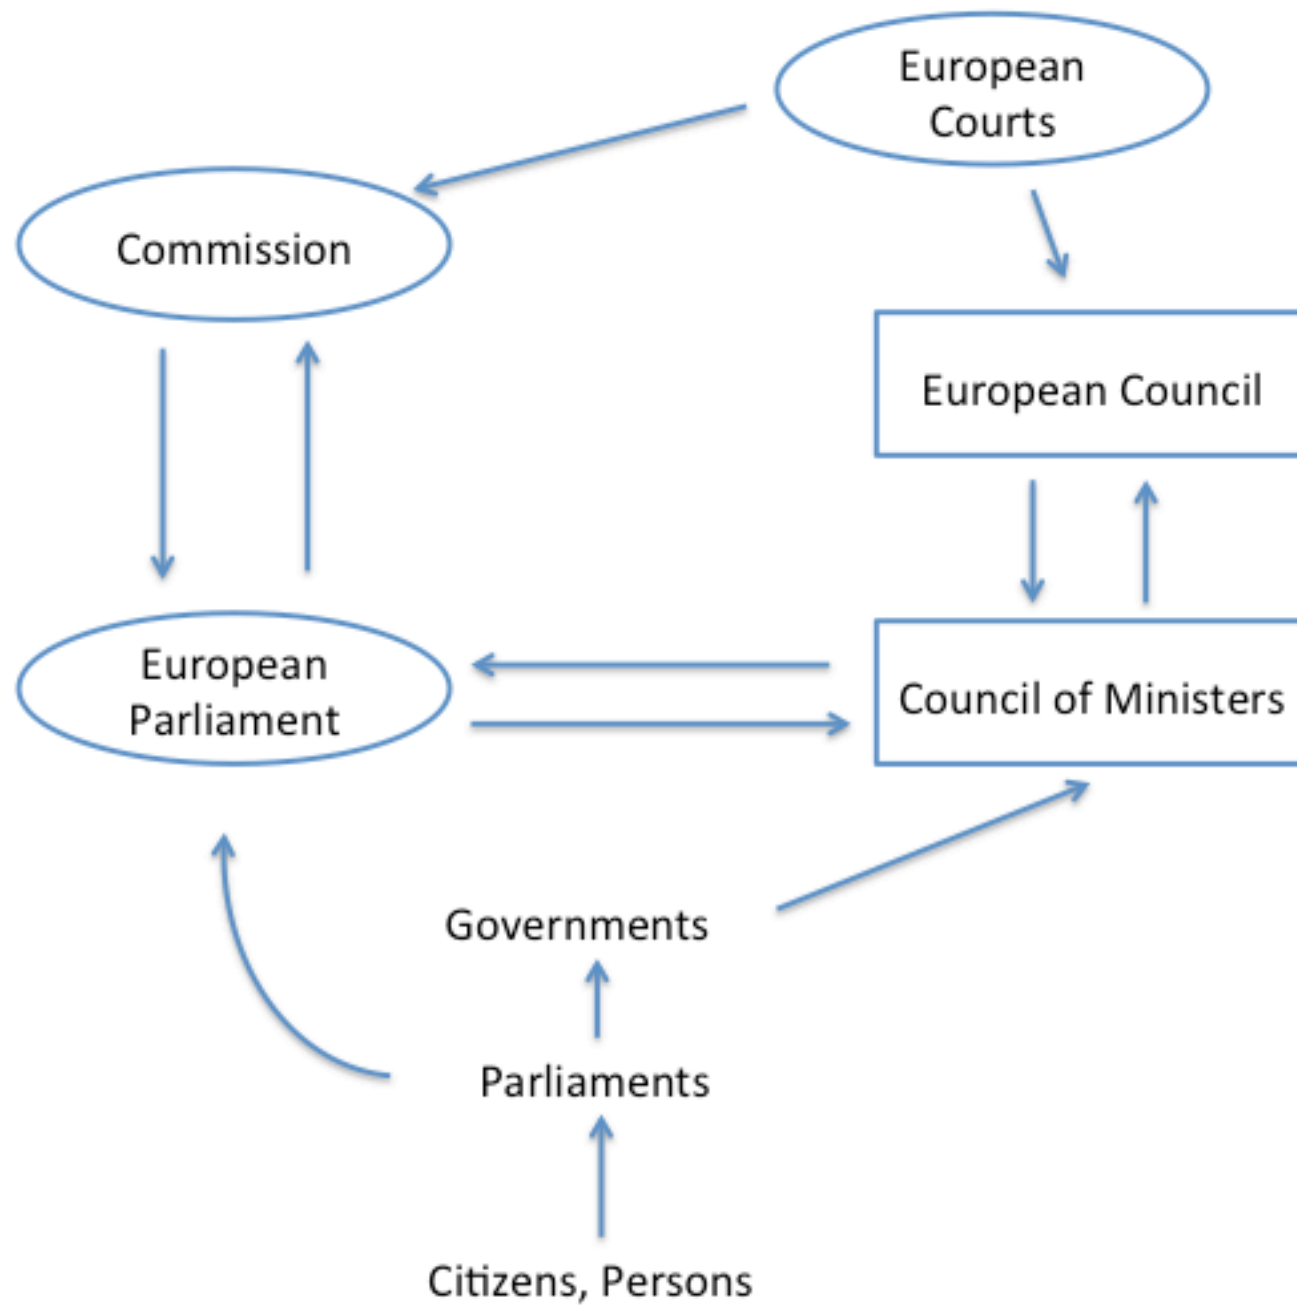 European
Courts
Commission
European Council
European
Parliament
Council of Ministers
Governments
Parliaments
Citizens, Persons